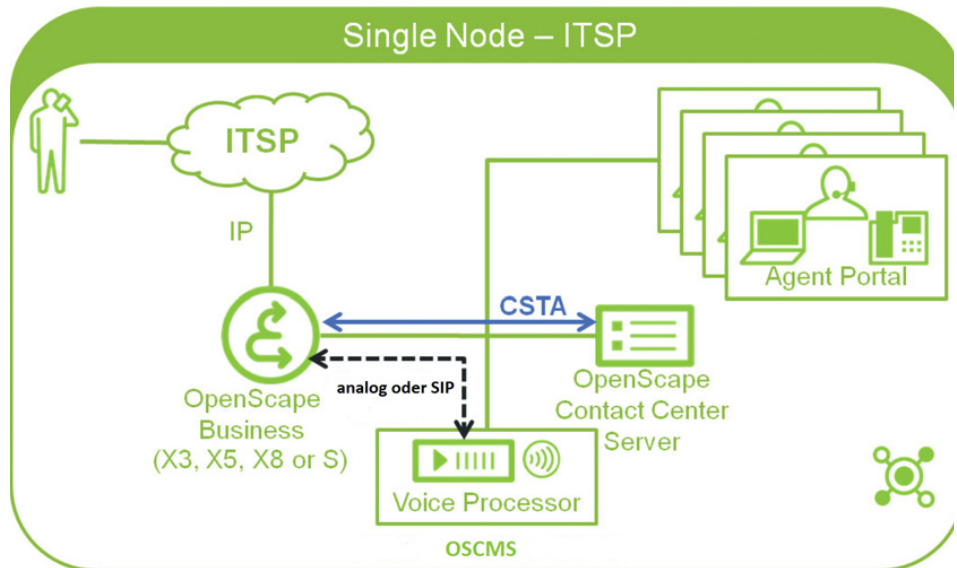 Single Node – ITSP
ITSP
IP
Agent Portal
CSTA
analog oder SIP
OpenScape
Business
(X3, X5, X8 or S)
OpenScape
Contact Center
Server
Voice Processor
OSCMS